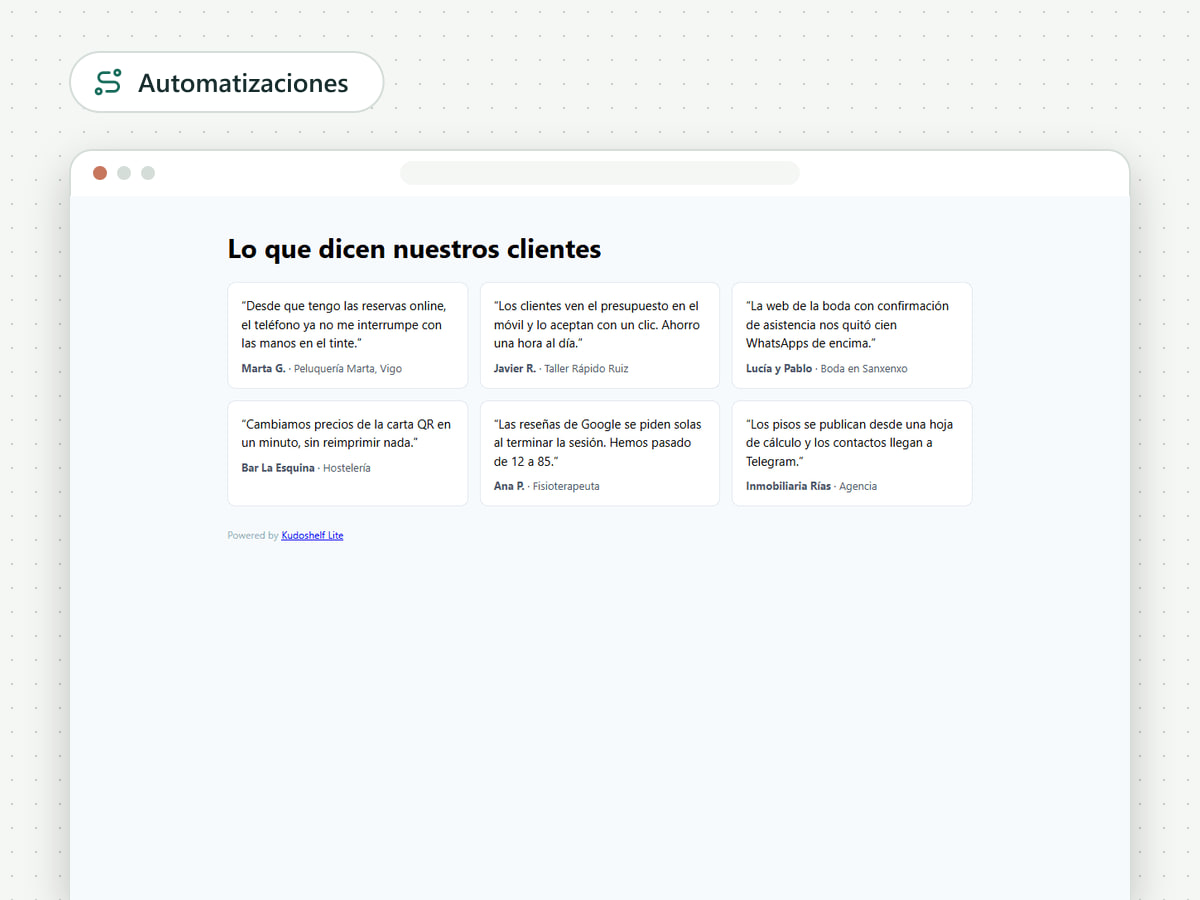 Automatizaciones
Lo que dicen nuestros clientes
“Desde que tengo las reservas online,
el teléfono ya no me interrumpe con
las manos en el tinte.”
Marta G. · Peluquería Marta, Vigo
“Los clientes ven el presupuesto en el
móvil y lo aceptan con un clic. Ahorro
una hora al día.”
Javier R. · Taller Rápido Ruiz
“La web de la boda con confirmación
de asistencia nos quitó cien
WhatsApps de encima.”
Lucía y Pablo · Boda en Sanxenxo
“Cambiamos precios de la carta QR en
un minuto, sin reimprimir nada.”
Bar La Esquina · Hostelería
“Las reseñas de Google se piden solas
al terminar la sesión. Hemos pasado
de 12 a 85.”
Ana P. · Fisioterapeuta
“Los pisos se publican desde una hoja
de cálculo y los contactos llegan a
Telegram.”
Inmobiliaria Rías · Agencia
Powered by Kudoshelf Lite